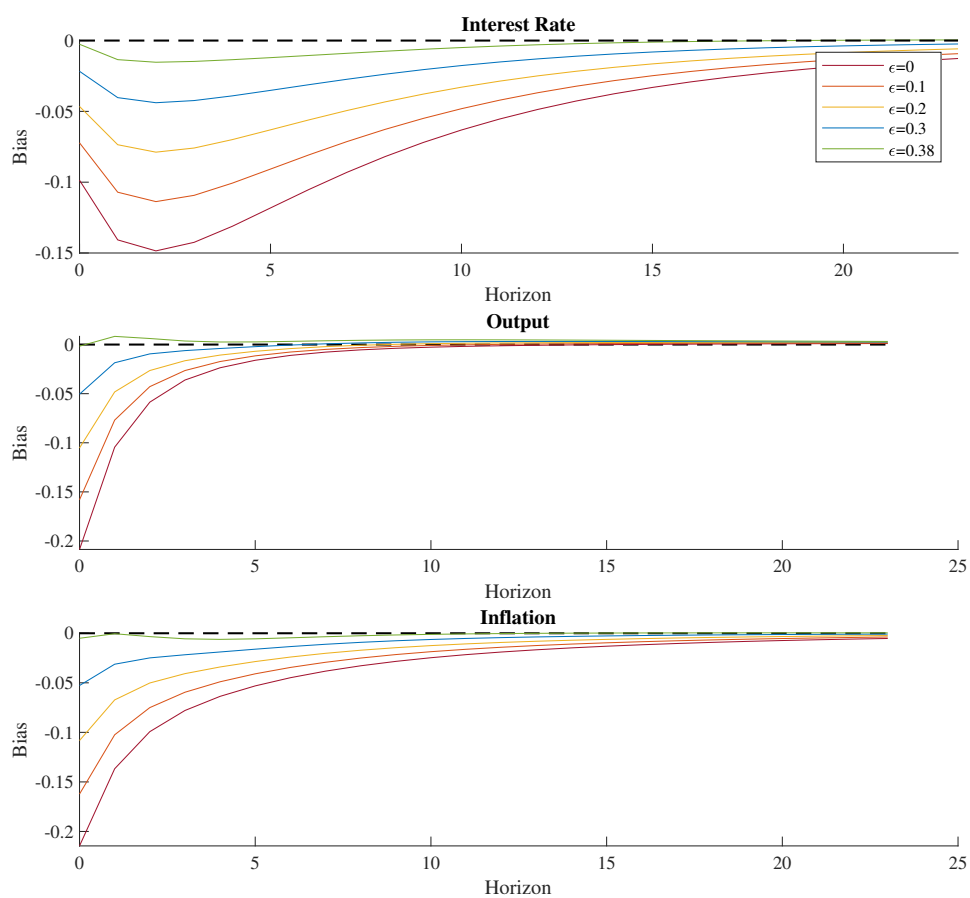 Interest Rate
0
-0.05
-0.1
-0.15
Bias
ϵ=0
ϵ=0.1
ϵ=0.2
ϵ=0.3
ϵ=0.38
0 5 10 15 20
Horizon
Output
0
-0.05
-0.1
-0.15
-0.2
Bias
0 5 10 15 20 25
Horizon
Inflation
0
-0.05
-0.1
-0.15
-0.2
Bias
0 5 10 15 20 25
Horizon